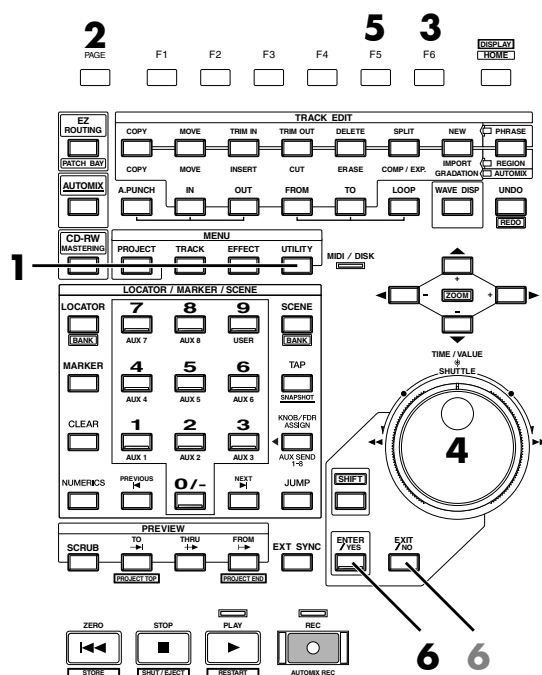 2 5 3
PAGE F1 F2 F3 F4 F5 F6 DISPLAY
HOME
TRACK EDIT
EZ
ROUTING
COPY MOVE TRIM IN TRIM OUT DELETE SPLIT NEW PHRASE
PATCH BAY
COPY MOVE INSERT CUT ERASE COMP / EXP. IMPORT REGION
GRADATION AUTOMIX
AUTOMIX
A.PUNCH IN OUT FROM TO LOOP WAVE DISP UNDO
REDO
CD-RW
MASTERING
MENU
PROJECT TRACK EFFECT UTILITY
MIDI / DISK
1
LOCATOR / MARKER / SCENE
+
- ZOOM +
-
LOCATOR 7 8 9 SCENE
BANK AUX 7 AUX 8 USER BANK
TIME / VALUE
SHUTTLE
MARKER 4 5 6 TAP
AUX 4 AUX 5 AUX 6 SNAPSHOT
CLEAR 1 2 3 KNOB/FDR
ASSIGN
AUX 1 AUX 2 AUX 3 AUX SEND
1-8
4
NUMERICS PREVIOUS 0/- NEXT JUMP
SHIFT
PREVIEW
SCRUB TO THRU FROM EXT SYNC
PROJECT TOP PROJECT END
ENTER
/YES
EXIT
/NO
ZERO STOP PLAY REC
6 6
STORE SHUT / EJECT RESTART AUTOMIX REC